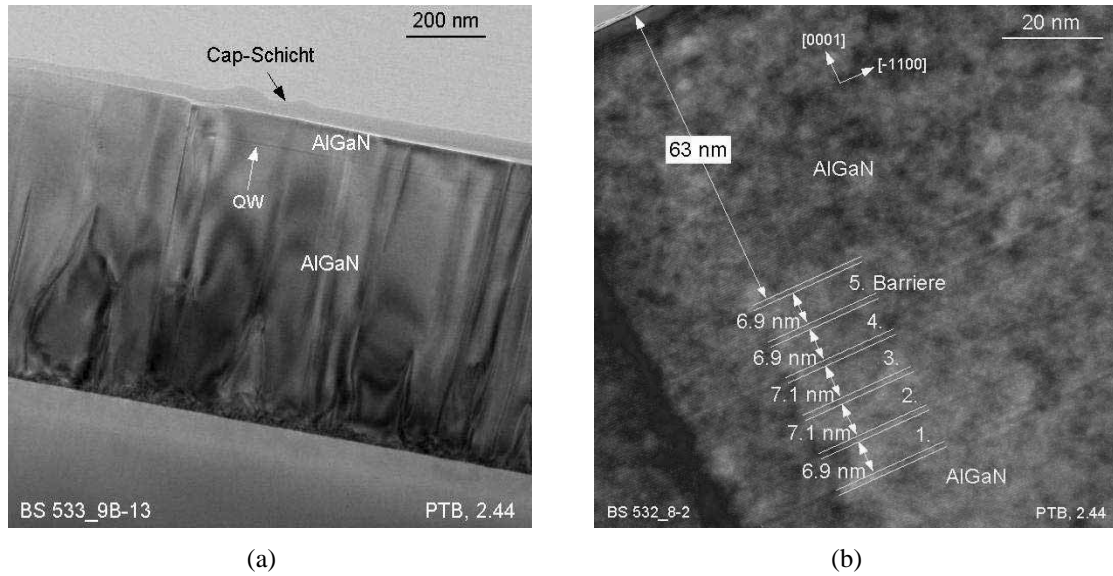 200 nm
Cap-Schicht
AlGaN
QW
AlGaN
BS 533_9B-13
PTB, 2.44
(a)
20 nm
[0001]
[-1100]
63 nm
AlGaN
5. Barriere
6.9 nm
4.
6.9 nm
3.
7.1 nm
2.
7.1 nm
1.
6.9 nm
AlGaN
BS 532_8-2
PTB, 2.44
(b)